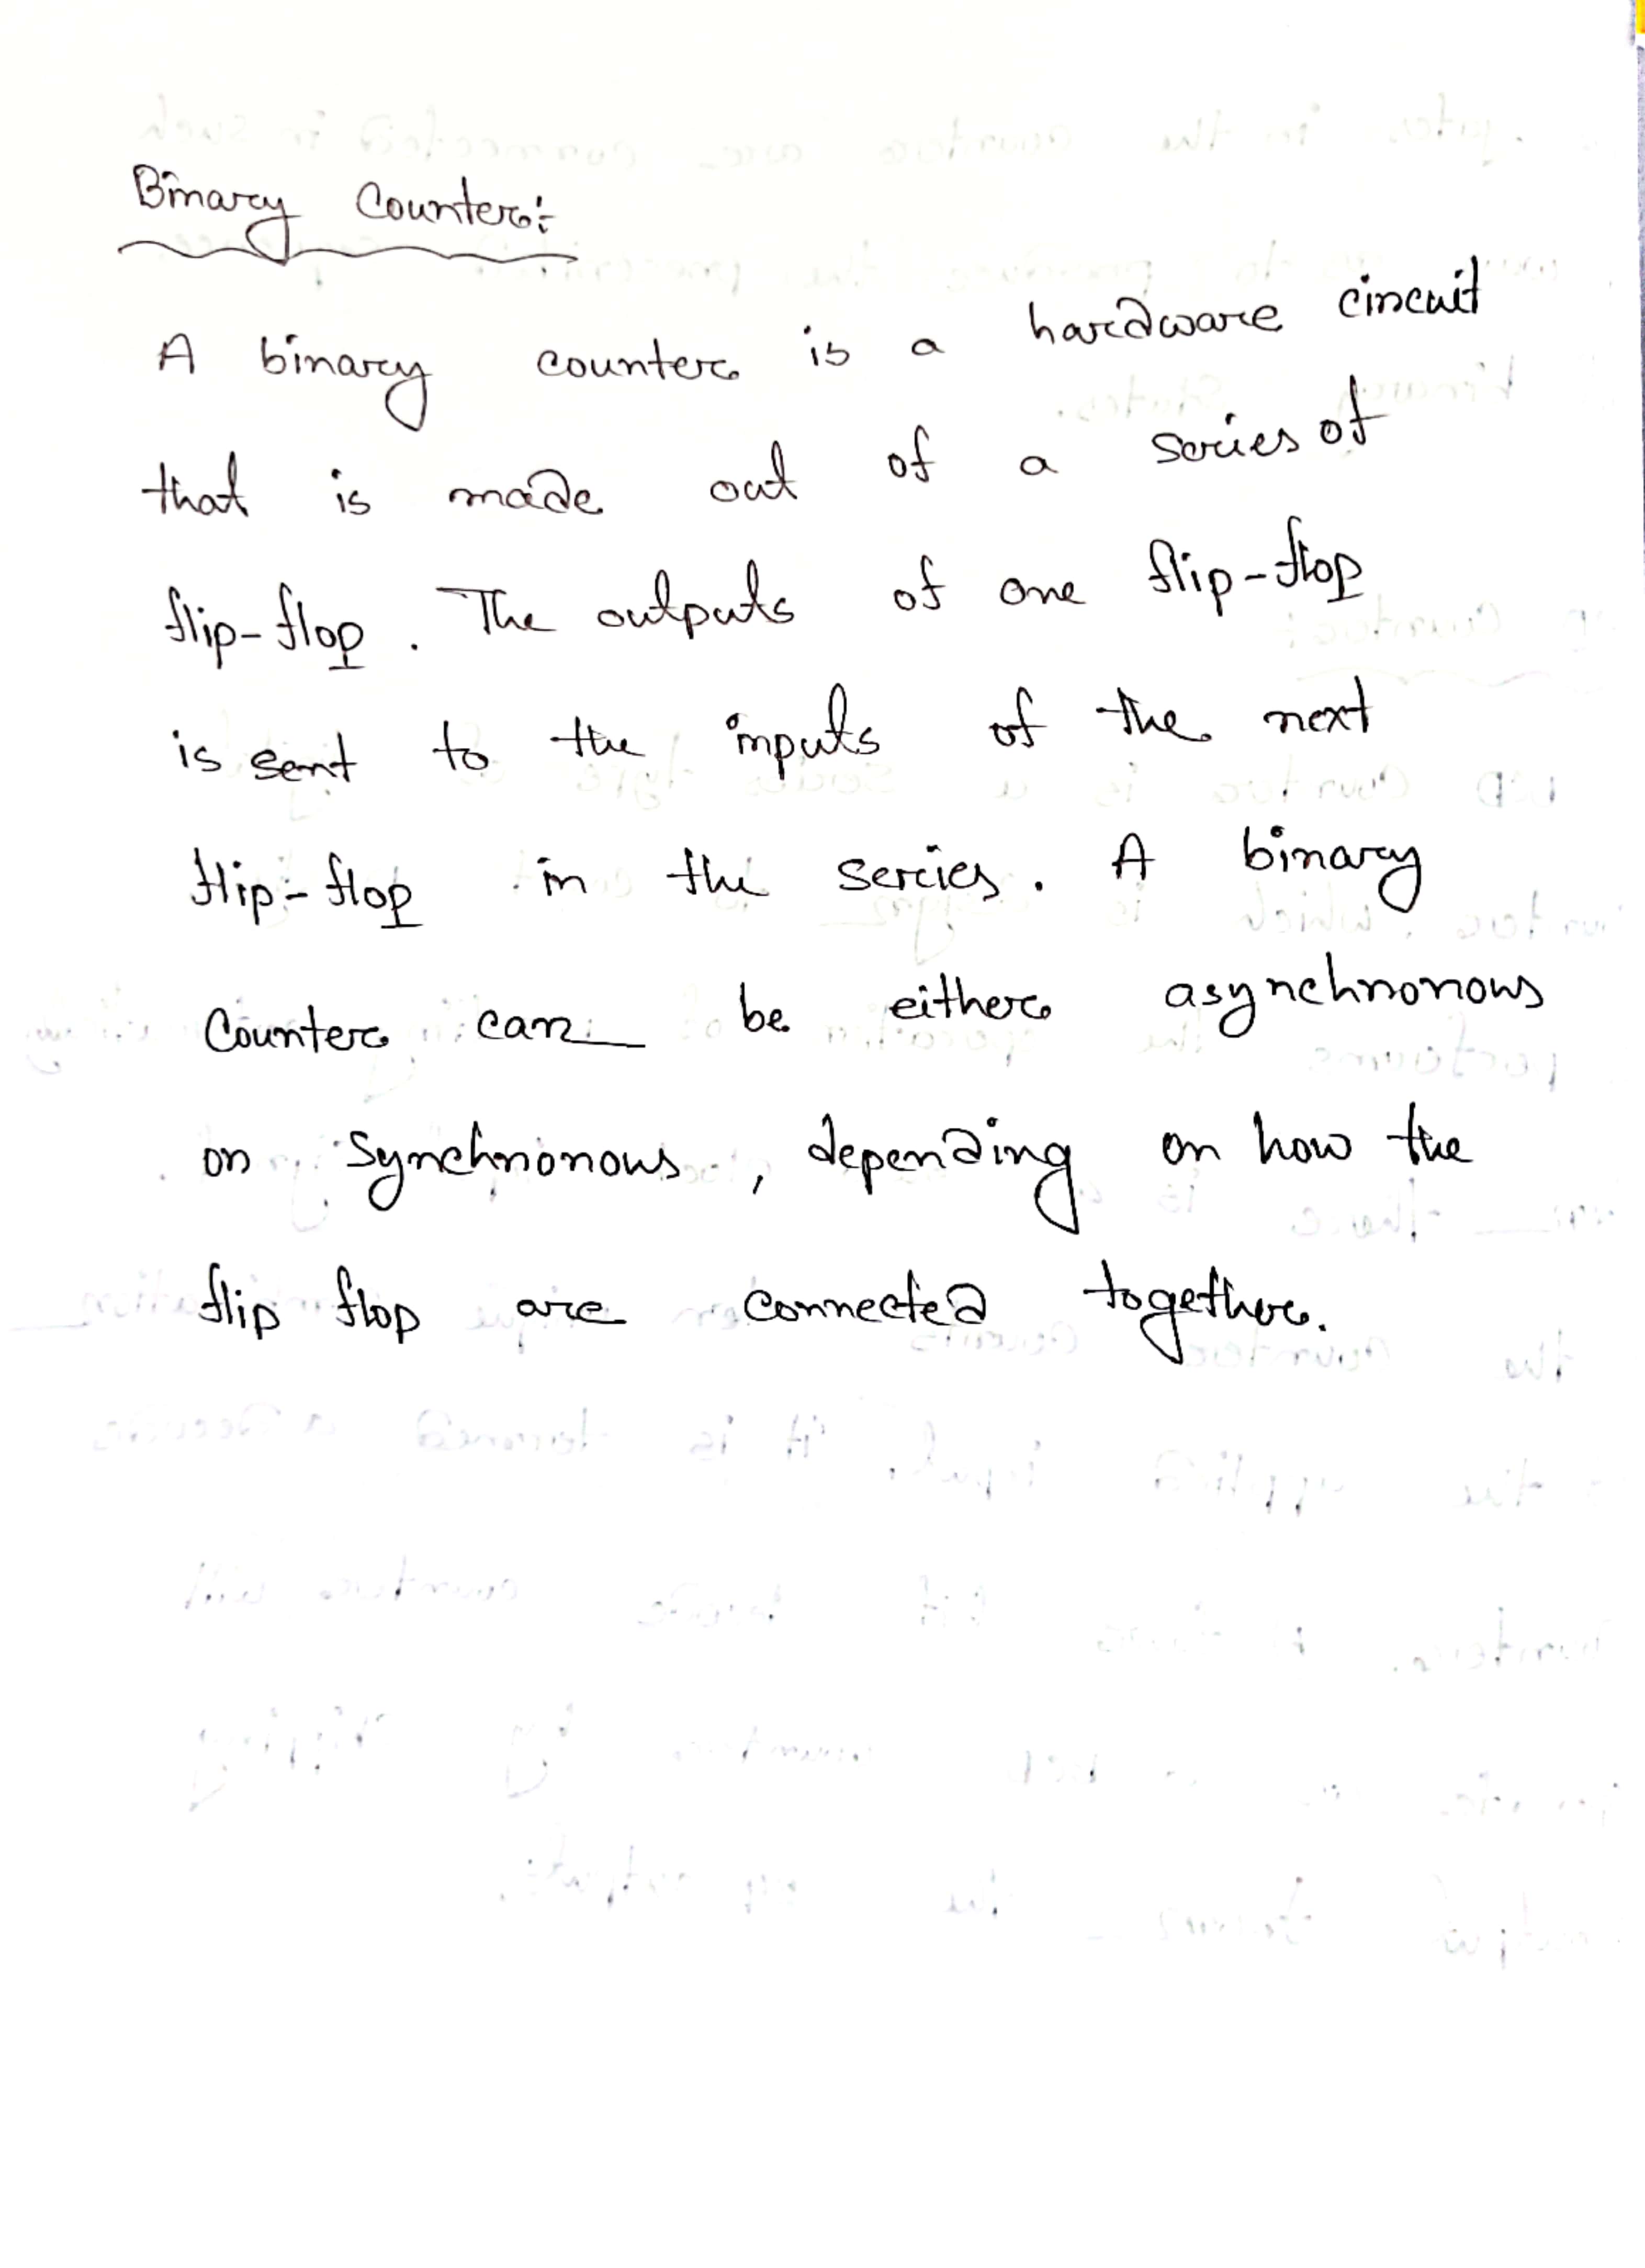 Binary Counter:
A binary counter is a hardware circuit
that is made out of a series of
flip-flop. The outputs of one flip-flop
is sent to the inputs of the next
flip-flop in the series. A binary
Counter can be either asynchronous
or Synchronous, depending on how the
flip flop are connected together.